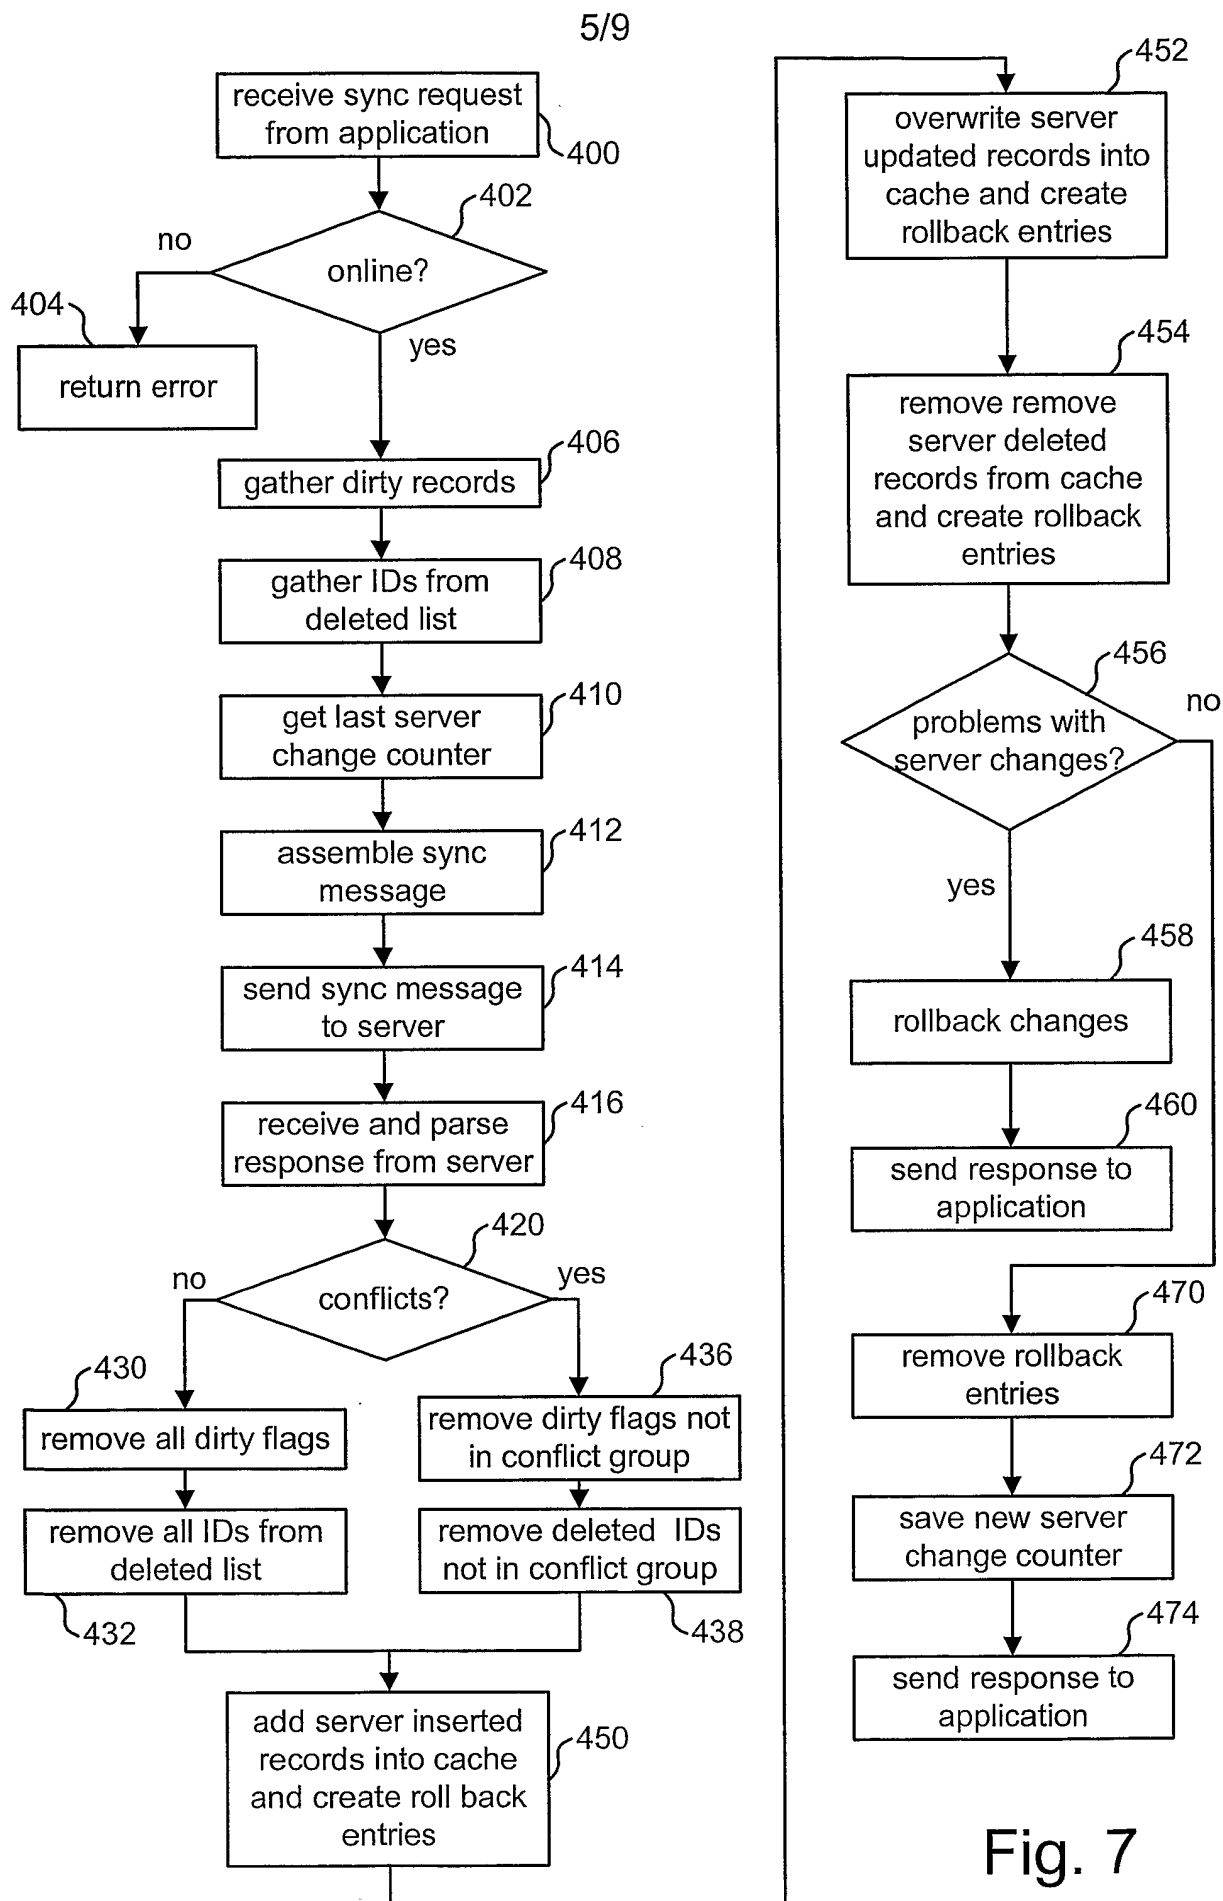 5/9
receive sync request
from application
400
402
no
online?
404
yes
return error
406
gather dirty records
408
gather IDs from
deleted list
410
get last server
change counter
412
assemble sync
message
414
send sync message
to server
416
receive and parse
response from server
420
no
yes
conflicts?
430
remove all dirty flags
436
remove dirty flags not
in conflict group
remove all IDs from
deleted list
432
remove deleted IDs
not in conflict group
438
add server inserted
records into cache
and create roll back
entries
450
452
overwrite server
updated records into
cache and create
rollback entries
454
remove remove
server deleted
records from cache
and create rollback
entries
456
no
problems with
server changes?
yes
458
rollback changes
460
send response to
application
470
remove rollback
entries
472
save new server
change counter
474
send response to
application
Fig. 7